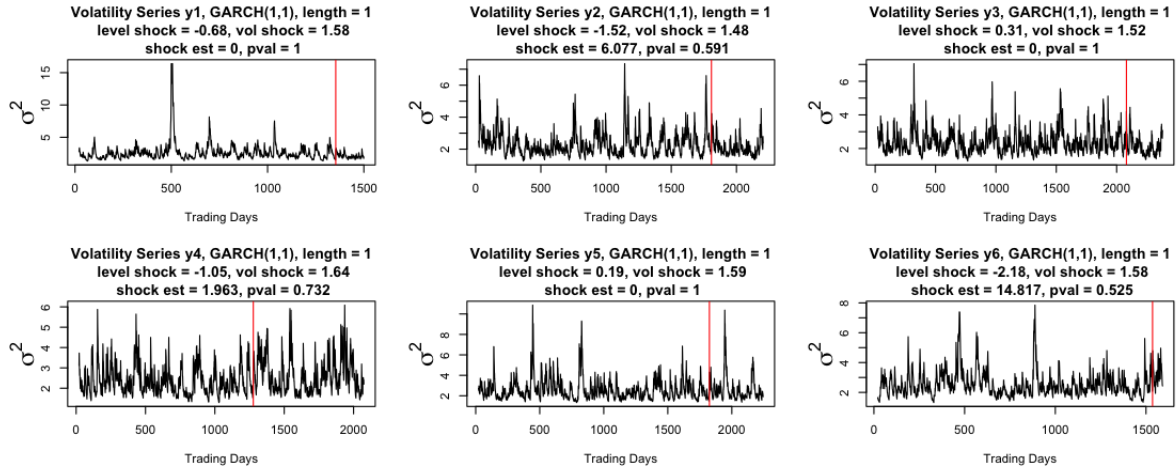 Volatility Series y1, GARCH(1,1), length = 1
level shock = -0.68, vol shock = 1.58
shock est = 0, pval = 1
σ²
5 10 15
0 500 1000 1500
Trading Days
Volatility Series y2, GARCH(1,1), length = 1
level shock = -1.52, vol shock = 1.48
shock est = 6.077, pval = 0.591
σ²
2 4 6
0 500 1000 1500 2000
Trading Days
Volatility Series y3, GARCH(1,1), length = 1
level shock = 0.31, vol shock = 1.52
shock est = 0, pval = 1
σ²
2 4 6
0 500 1000 1500 2000
Trading Days
Volatility Series y4, GARCH(1,1), length = 1
level shock = -1.05, vol shock = 1.64
shock est = 1.963, pval = 0.732
σ²
2 3 4 5 6
0 500 1000 1500 2000
Trading Days
Volatility Series y5, GARCH(1,1), length = 1
level shock = 0.19, vol shock = 1.59
shock est = 0, pval = 1
σ²
2 4 6 8 10
0 500 1000 1500 2000
Trading Days
Volatility Series y6, GARCH(1,1), length = 1
level shock = -2.18, vol shock = 1.58
shock est = 14.817, pval = 0.525
σ²
2 4 6 8
0 500 1000 1500
Trading Days